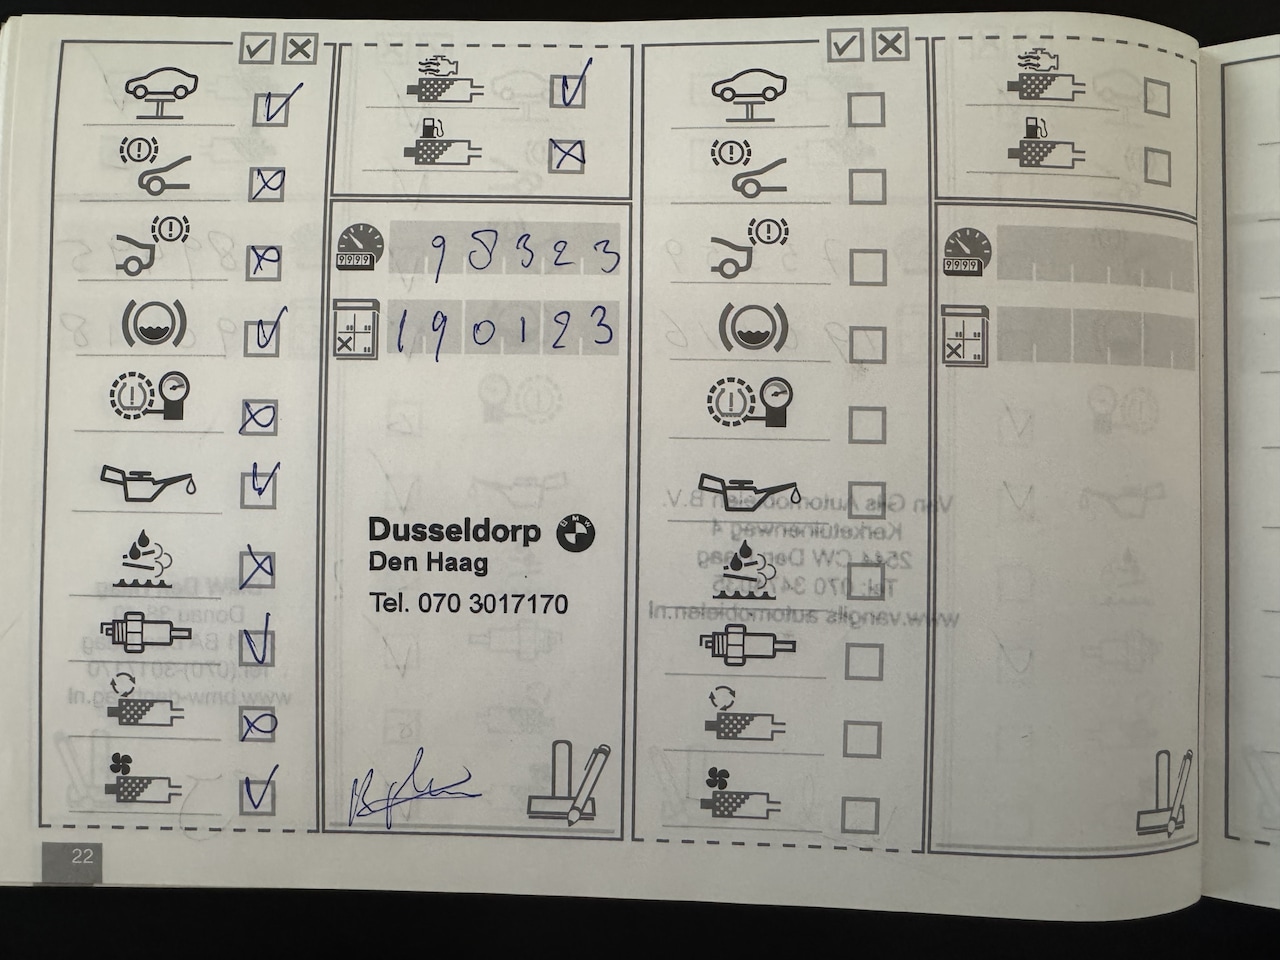 98323
190123
Dusseldorp
Den Haag
Tel. 070 3017170
22